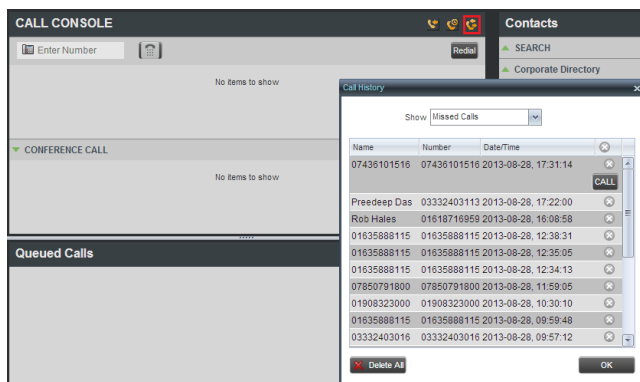 CALL CONSOLE
Contacts
Enter Number
Redial
SEARCH
Corporate Directory
No items to show
CONFERENCE CALL
No items to show
Queued Calls
Call History
x
Show Missed Calls
Name Number Date/Time
07436101516 07436101516 2013-08-28, 17:31:14
CALL
Preedeep Das 03332403113 2013-08-28, 17:22:00
Rob Hales 01618716959 2013-08-28, 16:08:58
01635888115 01635888115 2013-08-28, 12:38:31
01635888115 01635888115 2013-08-28, 12:35:05
01635888115 01635888115 2013-08-28, 12:34:13
07850791800 07850791800 2013-08-28, 11:59:05
01908323000 01908323000 2013-08-28, 10:30:10
01635888115 01635888115 2013-08-28, 09:59:48
03332403016 03332403016 2013-08-28, 09:57:12
Delete All
OK